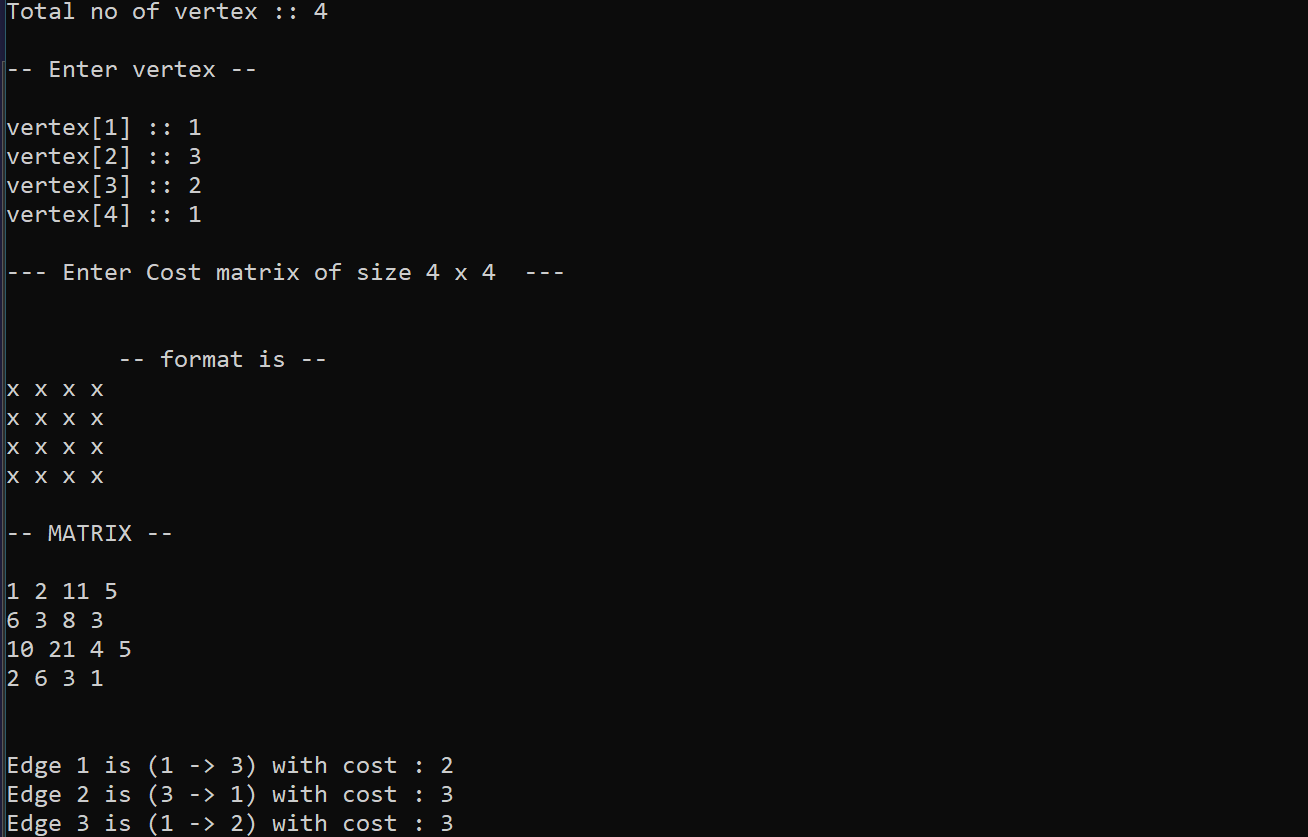 Total no of vertex :: 4
-- Enter vertex --
vertex[1] :: 1
vertex[2] :: 3
vertex[3] :: 2
vertex[4] :: 1
--- Enter Cost matrix of size 4 x 4  ---
-- format is --
x x x x
x x x x
x x x x
x x x x
-- MATRIX --
1 2 11 5
6 3 8 3
10 21 4 5
2 6 3 1
Edge 1 is (1 -> 3) with cost : 2
Edge 2 is (3 -> 1) with cost : 3
Edge 3 is (1 -> 2) with cost : 3